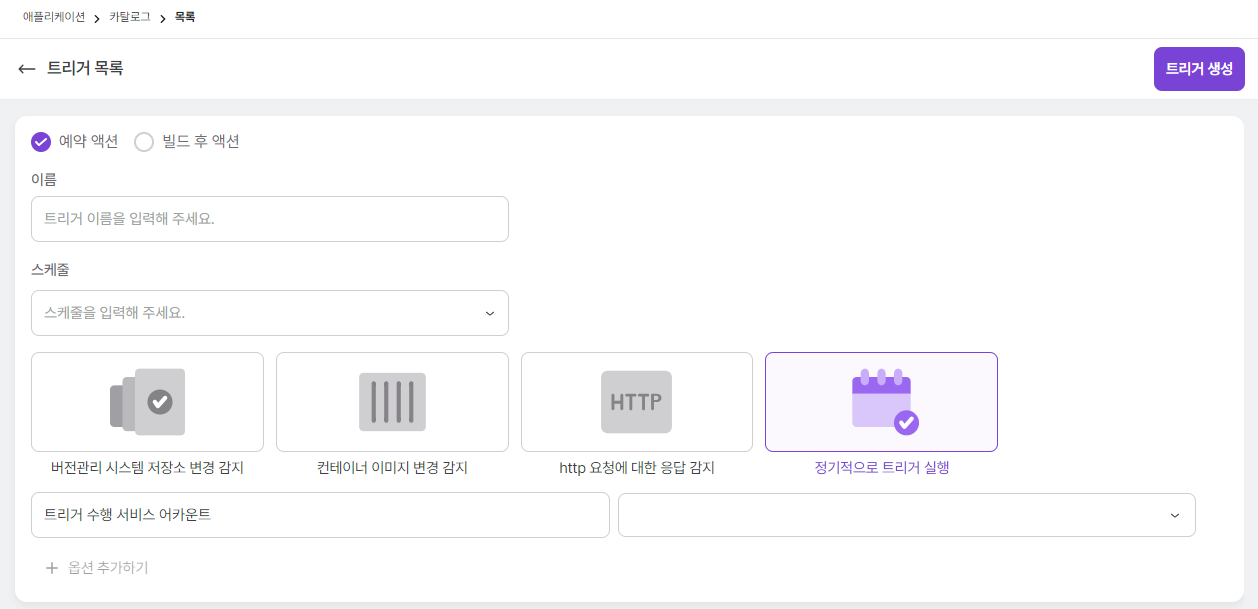 애플리케이션 > 카탈로그 > 목록
← 트리거 목록
트리거 생성
예약 액션 빌드 후 액션
이름
트리거 이름을 입력해 주세요.
스케줄
스케줄을 입력해 주세요.
HTTP
버전관리 시스템 저장소 변경 감지
컨테이너 이미지 변경 감지
http 요청에 대한 응답 감지
정기적으로 트리거 실행
트리거 수행 서비스 어카운트
+ 옵션 추가하기